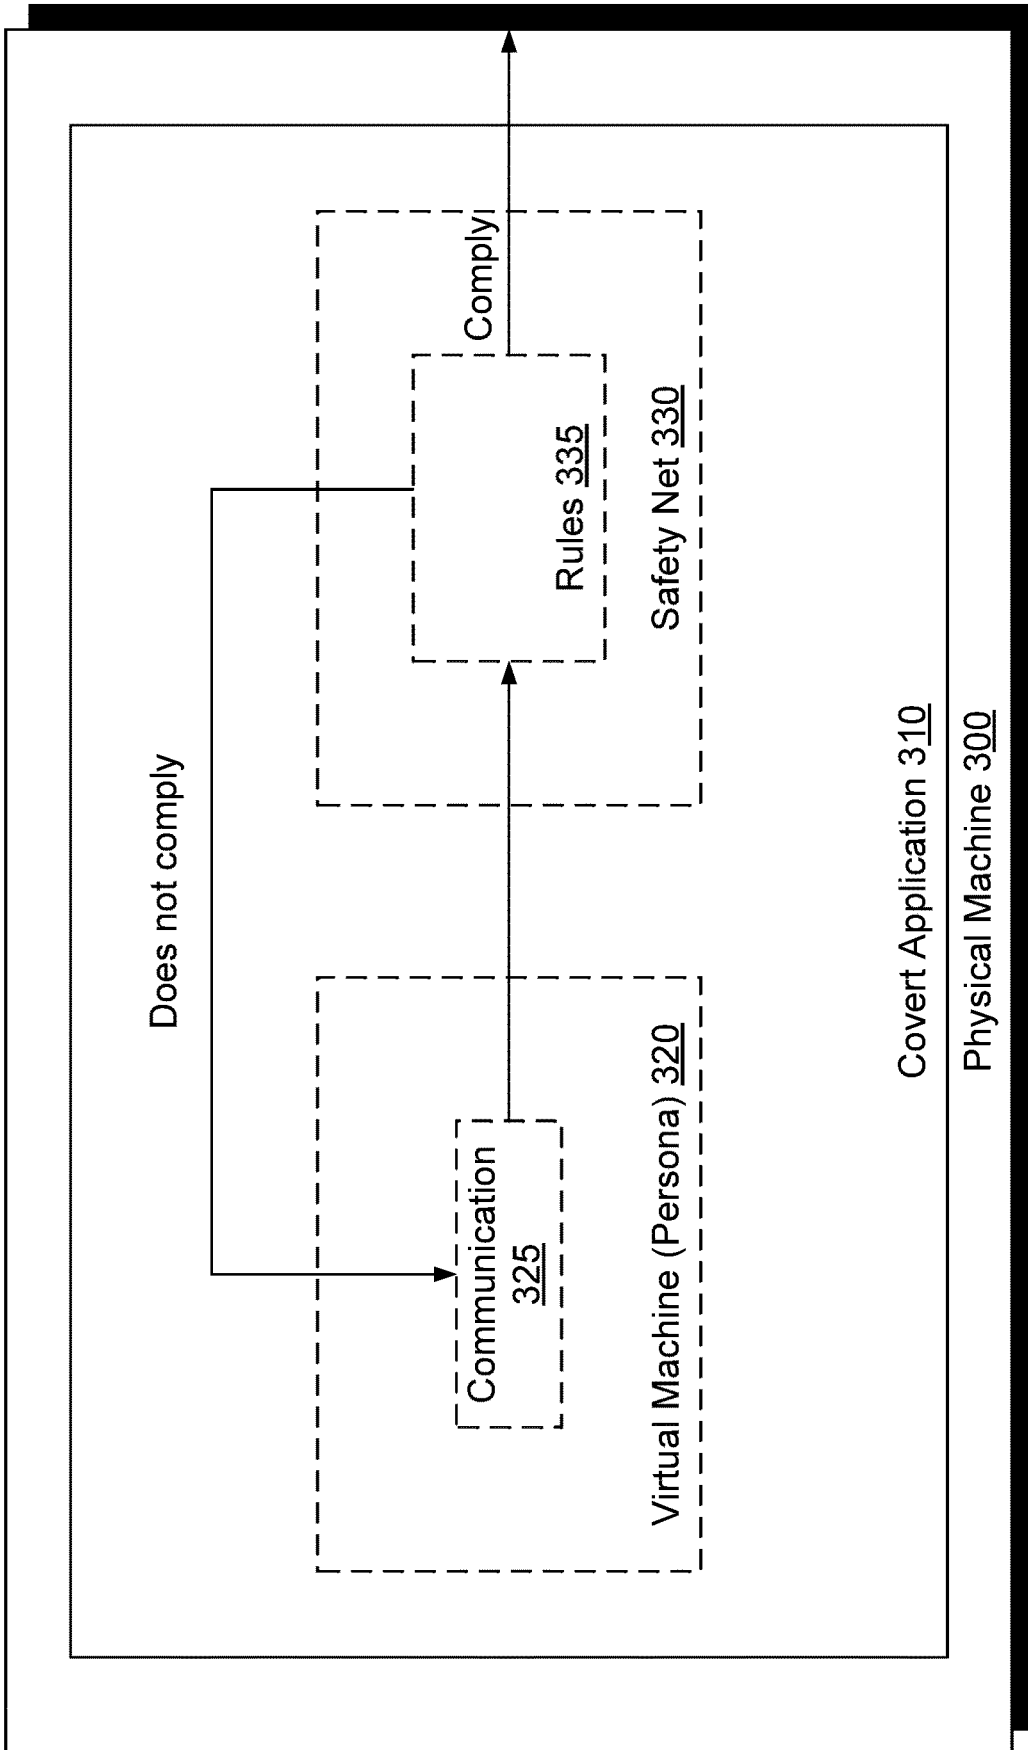 Does not comply
Comply
Communication
325
Rules 335
Virtual Machine (Persona) 320
Safety Net 330
Covert Application 310
Physical Machine 300